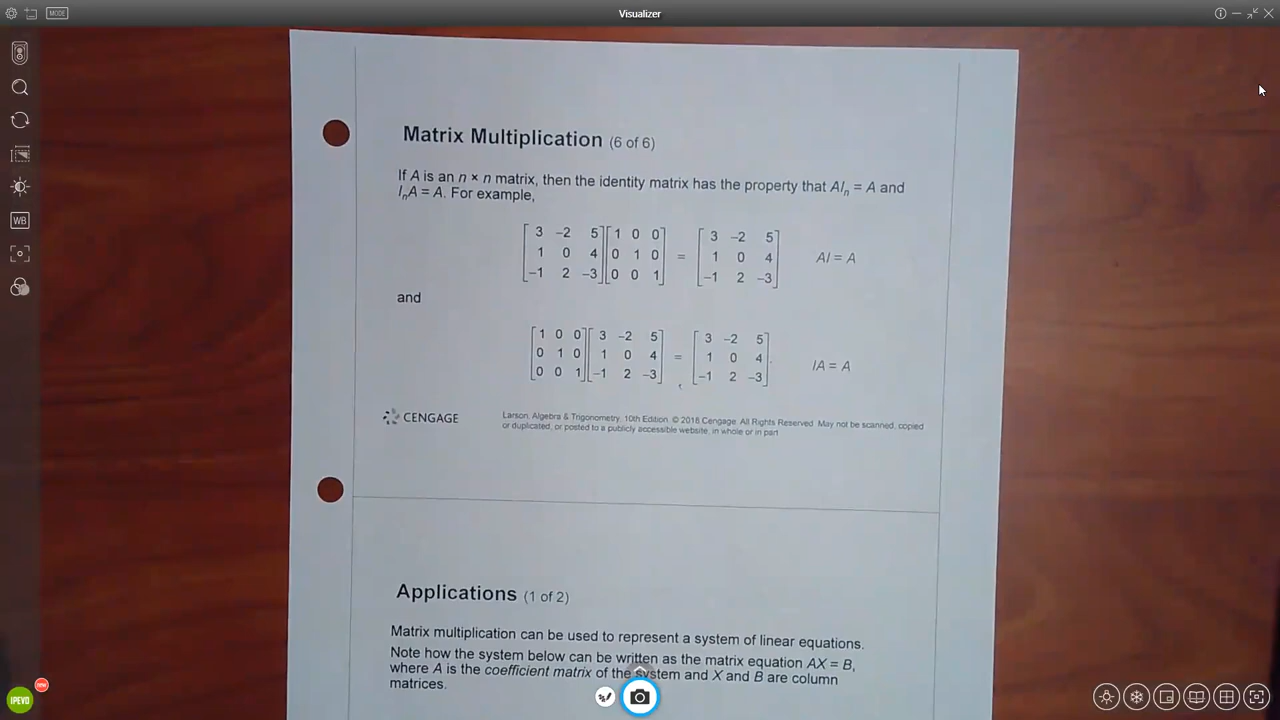 MODE
Visualizer
WB
Matrix Multiplication (6 of 6)
If A is an n × n matrix, then the identity matrix has the property that AIₙ = A and
IₙA = A. For example,
3 −2 5 1 0 0 3 −2 5
1 0 4 0 1 0 = 1 0 4 AI = A
−1 2 −3 0 0 1 −1 2 −3
and
1 0 0 3 −2 5 3 −2 5
0 1 0 1 0 4 = 1 0 4 IA = A
0 0 1 −1 2 −3 −1 2 −3
CENGAGE
Larson, Algebra & Trigonometry, 10th Edition. © 2018 Cengage. All Rights Reserved. May not be scanned, copied
or duplicated, or posted to a publicly accessible website, in whole or in part.
Applications (1 of 2)
Matrix multiplication can be used to represent a system of linear equations.
Note how the system below can be written as the matrix equation AX = B,
where A is the coefficient matrix of the system and X and B are column
matrices.
IPEVO
new